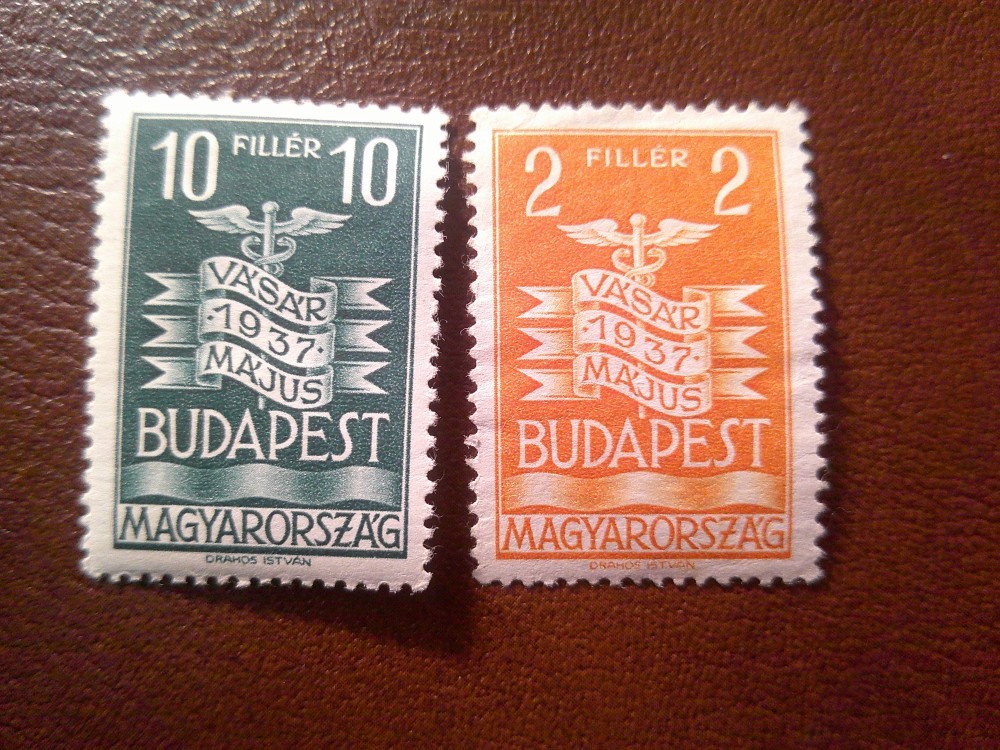 10 FILLÉR 10
VÁSÁR
·1937·
MÁJUS
BUDAPEST
MAGYARORSZÁG
DRAHOS ISTVÁN
2 FILLÉR 2
VÁSÁR
·1937·
MÁJUS
BUDAPEST
MAGYARORSZÁG
DRAHOS ISTVÁN